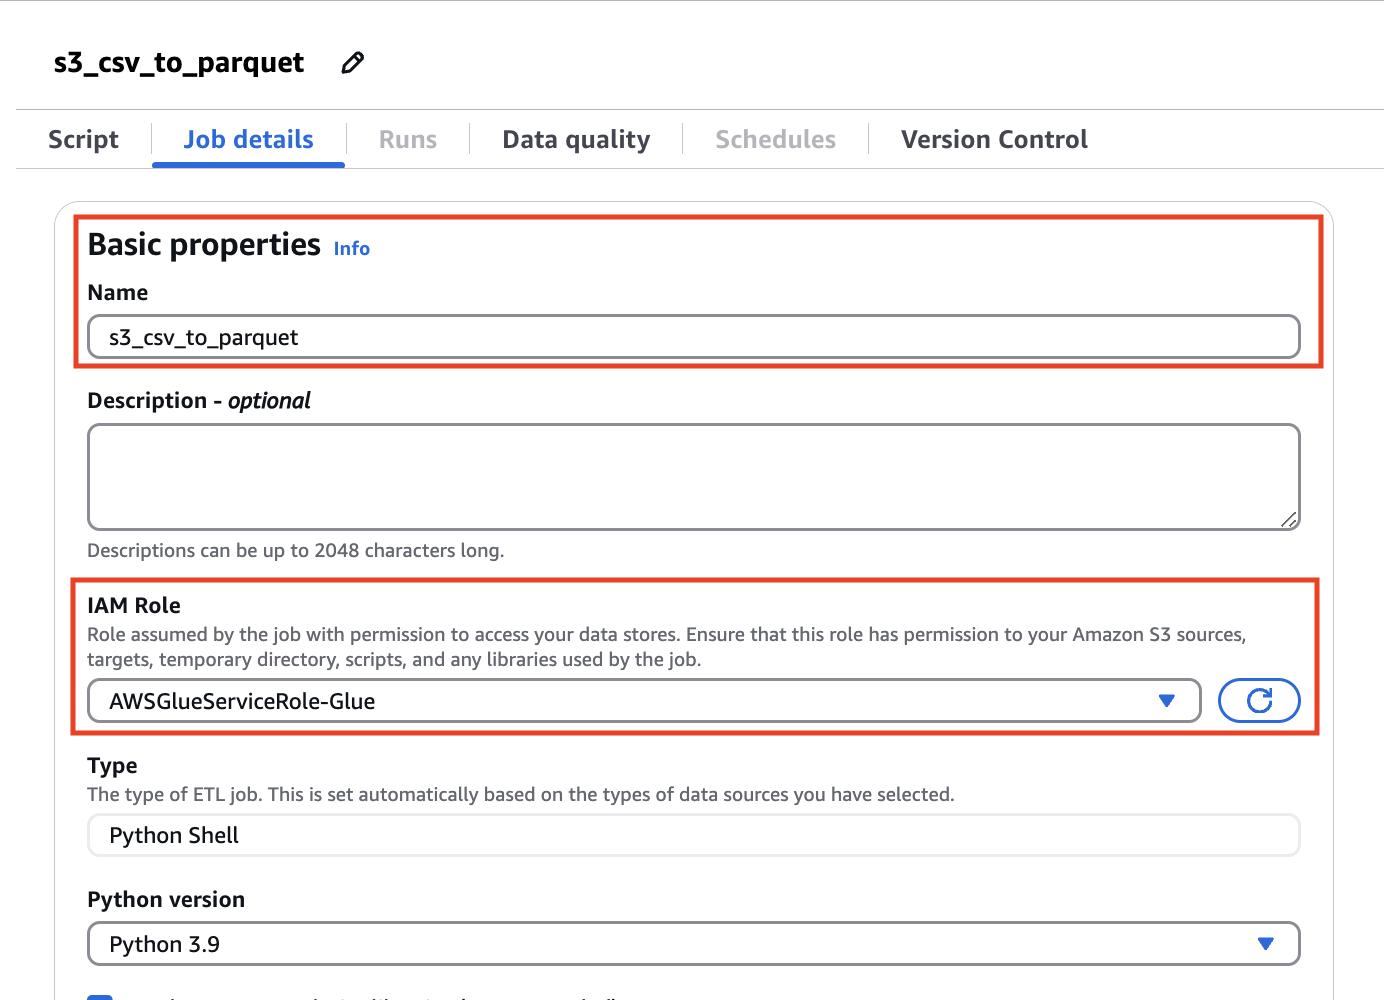 s3_csv_to_parquet
Script Job details Runs Data quality Schedules Version Control
Basic properties Info
Name
s3_csv_to_parquet
Description - optional
Descriptions can be up to 2048 characters long.
IAM Role
Role assumed by the job with permission to access your data stores. Ensure that this role has permission to your Amazon S3 sources,
targets, temporary directory, scripts, and any libraries used by the job.
AWSGlueServiceRole-Glue
Type
The type of ETL job. This is set automatically based on the types of data sources you have selected.
Python Shell
Python version
Python 3.9